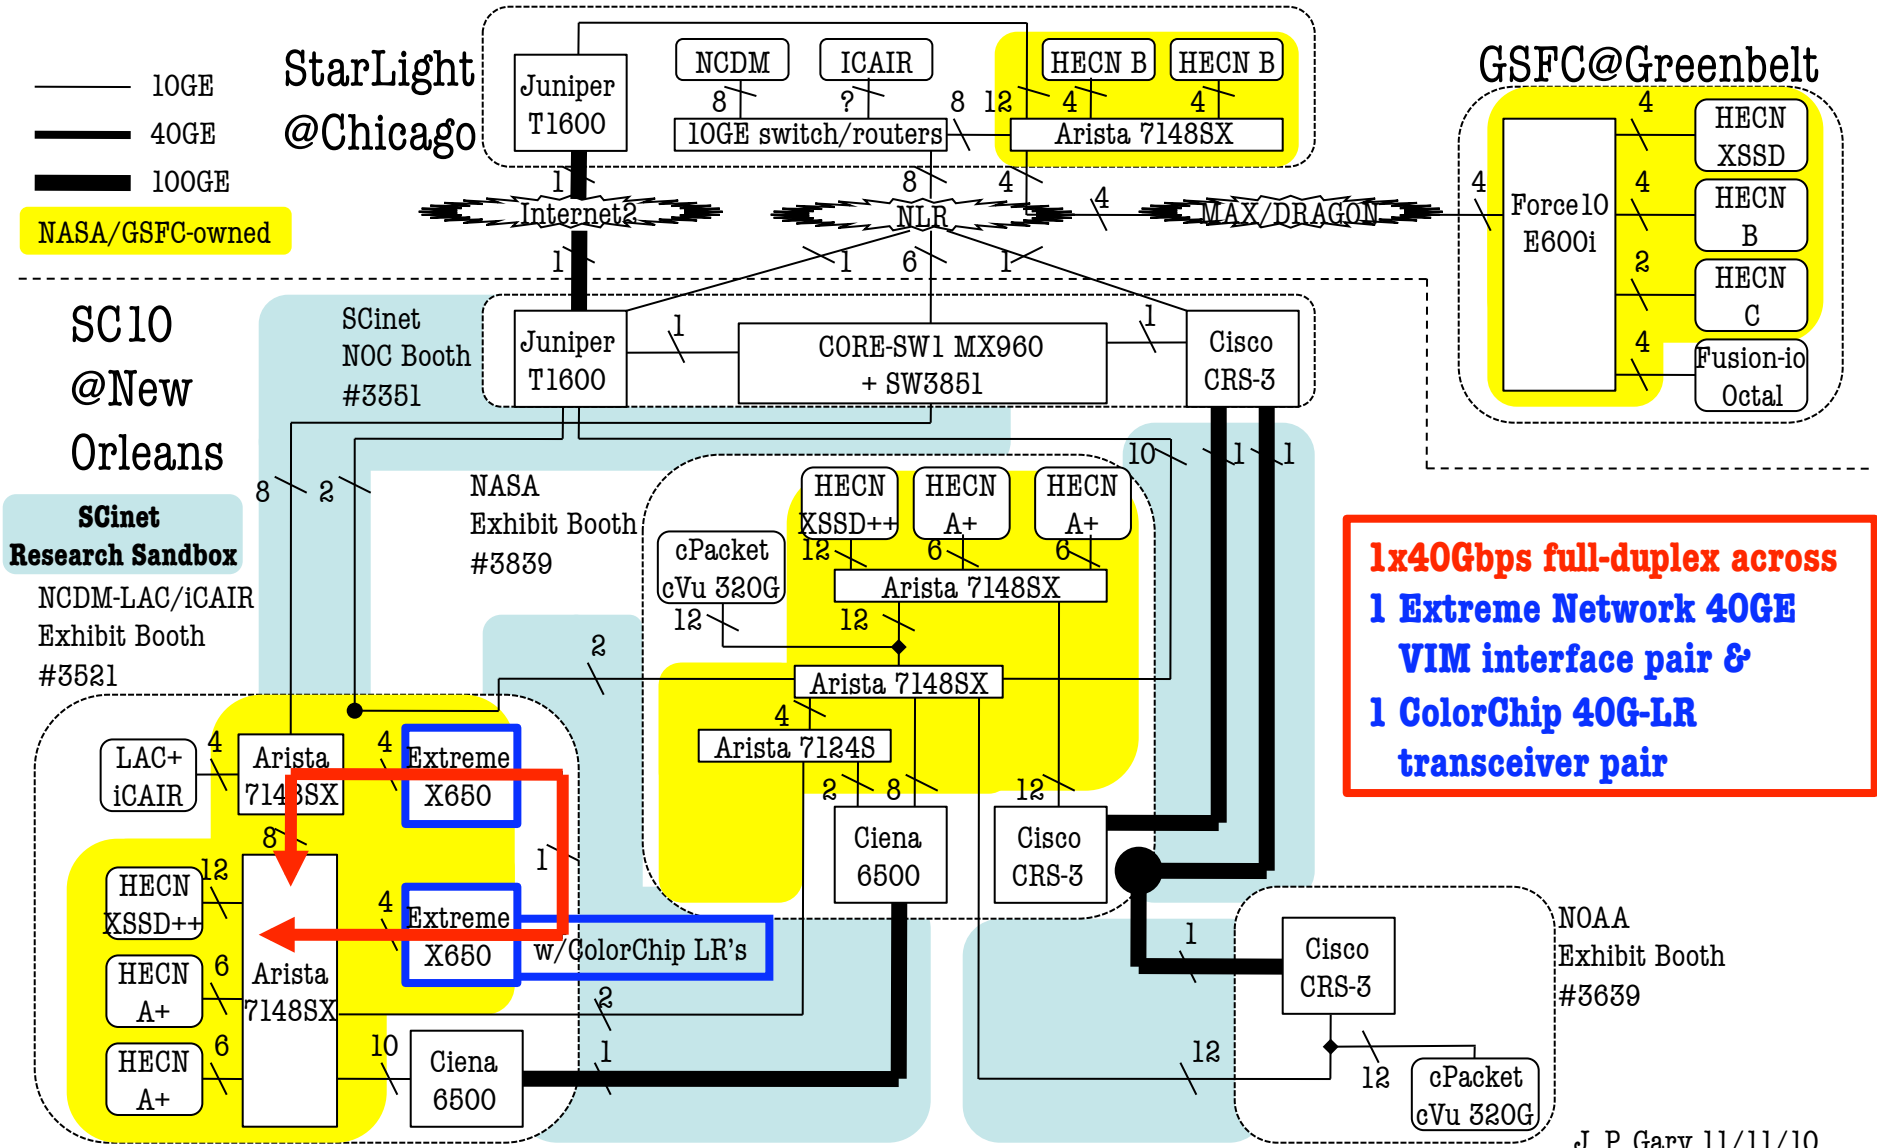 10GE
40GE
100GE
NASA/GSFC-owned
StarLight
@Chicago
Juniper
T1600
NCDM
ICAIR
HECN B
HECN B
8
?
8
12
4
4
10GE switch/routers
Arista 7148SX
1
8
4
Internet2
NLR
4
MAX/DRAGON
1
1
6
1
GSFC@Greenbelt
4
Force10
E600i
4
HECN
XSSD
4
HECN
B
2
HECN
C
4
Fusion-io
Octal
SC10
@New
Orleans
SCinet
NOC Booth
#3351
Juniper
T1600
1
CORE-SW1 MX960
+ SW3851
1
Cisco
CRS-3
8
2
10
1
1
SCinet
Research Sandbox
NASA
Exhibit Booth
#3839
HECN
XSSD++
HECN
A+
HECN
A+
cPacket
cVu 320G
12
6
6
Arista 7148SX
12
12
2
Arista 7148SX
4
Arista 7124S
2
8
12
Ciena
6500
Cisco
CRS-3
1x40Gbps full-duplex across
1 Extreme Network 40GE
VIM interface pair &
1 ColorChip 40G-LR
transceiver pair
NCDM-LAC/iCAIR
Exhibit Booth
#3521
LAC+
iCAIR
4
Arista
7148SX
4
Extreme
X650
8
1
HECN
XSSD++
12
4
Extreme
X650
w/ColorChip LR's
HECN
A+
6
Arista
7148SX
2
HECN
A+
6
10
Ciena
6500
1
1
Cisco
CRS-3
NOAA
Exhibit Booth
#3639
12
12
cPacket
cVu 320G
J. P. Gary 11/11/10